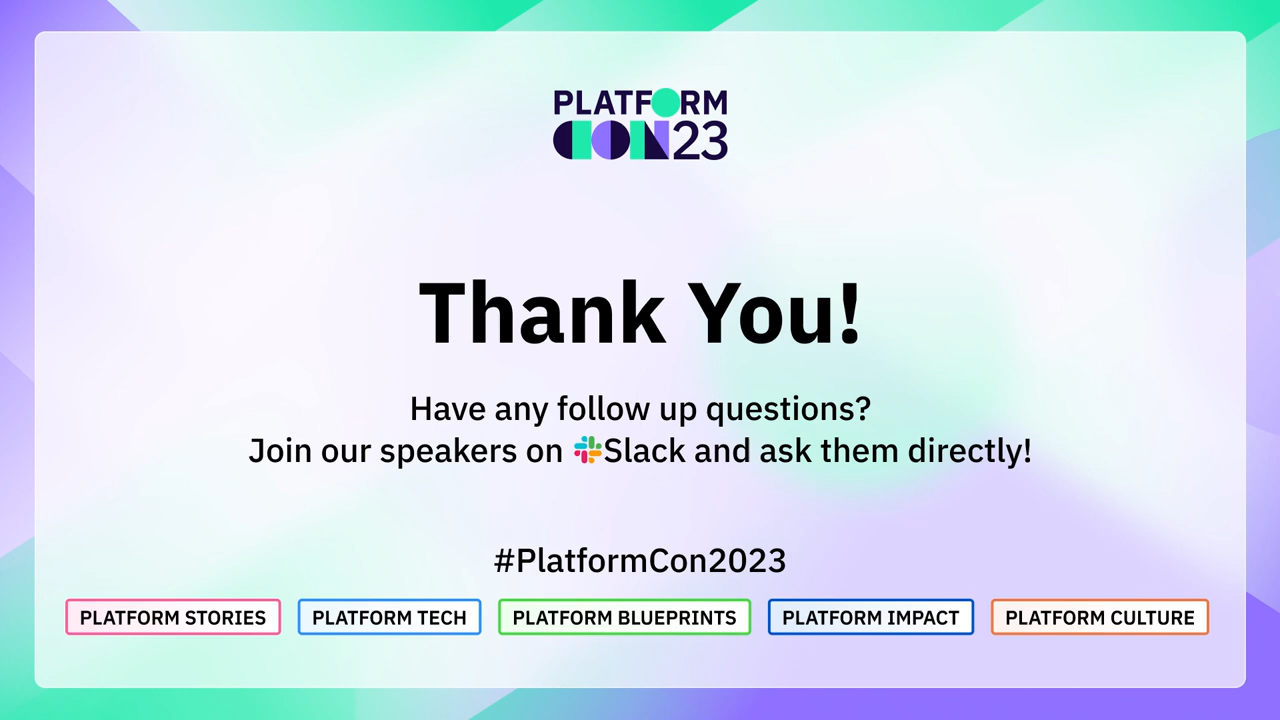 PLATFORM
CON23
Thank You!
Have any follow up questions?
Join our speakers on Slack and ask them directly!
#PlatformCon2023
PLATFORM STORIES
PLATFORM TECH
PLATFORM BLUEPRINTS
PLATFORM IMPACT
PLATFORM CULTURE